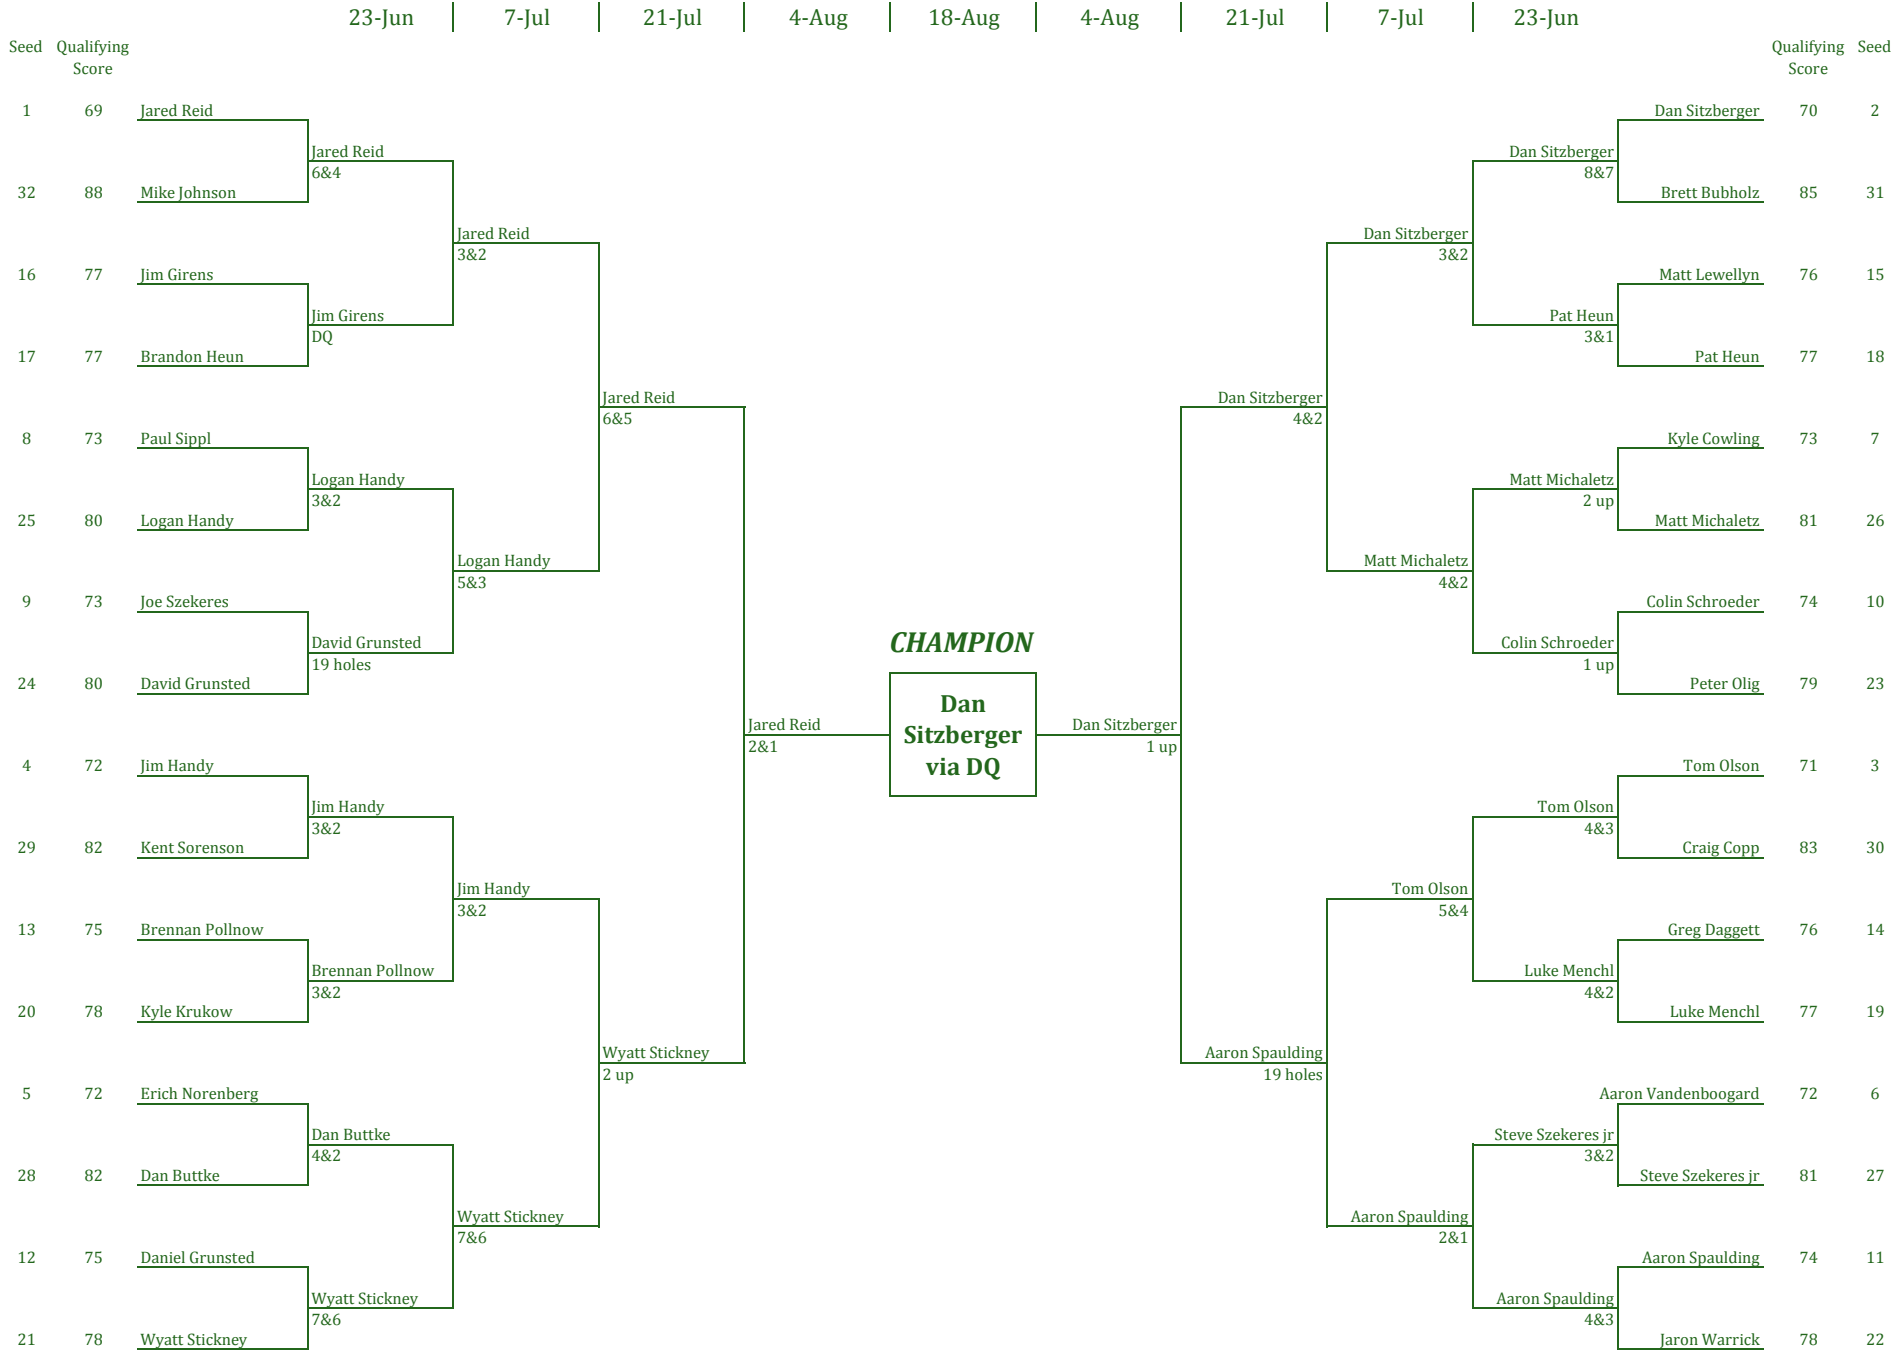 23-Jun 7-Jul 21-Jul 4-Aug 18-Aug 4-Aug 21-Jul 7-Jul 23-Jun
Seed Qualifying Score Qualifying Score Seed
1 69 Jared Reid Dan Sitzberger 70 2
Jared Reid Dan Sitzberger
6&4 8&7
32 88 Mike Johnson Brett Bubholz 85 31
Jared Reid Dan Sitzberger
3&2 3&2
16 77 Jim Girens Matt Lewellyn 76 15
Jim Girens Pat Heun
DQ 3&1
17 77 Brandon Heun Pat Heun 77 18
Jared Reid Dan Sitzberger
6&5 4&2
8 73 Paul Sippl Kyle Cowling 73 7
Logan Handy Matt Michaletz
3&2 2 up
25 80 Logan Handy Matt Michaletz 81 26
Logan Handy Matt Michaletz
5&3 4&2
9 73 Joe Szekeres Colin Schroeder 74 10
David Grunsted CHAMPION Colin Schroeder
19 holes 1 up
24 80 David Grunsted Peter Olig 79 23
Dan
Jared Reid Sitzberger Dan Sitzberger
2&1 via DQ 1 up
4 72 Jim Handy Tom Olson 71 3
Jim Handy Tom Olson
3&2 4&3
29 82 Kent Sorenson Craig Copp 83 30
Jim Handy Tom Olson
3&2 5&4
13 75 Brennan Pollnow Greg Daggett 76 14
Brennan Pollnow Luke Menchl
3&2 4&2
20 78 Kyle Krukow Luke Menchl 77 19
Wyatt Stickney Aaron Spaulding
2 up 19 holes
5 72 Erich Norenberg Aaron Vandenboogard 72 6
Dan Buttke Steve Szekeres jr
4&2 3&2
28 82 Dan Buttke Steve Szekeres jr 81 27
Wyatt Stickney Aaron Spaulding
7&6 2&1
12 75 Daniel Grunsted Aaron Spaulding 74 11
Wyatt Stickney Aaron Spaulding
7&6 4&3
21 78 Wyatt Stickney Jaron Warrick 78 22